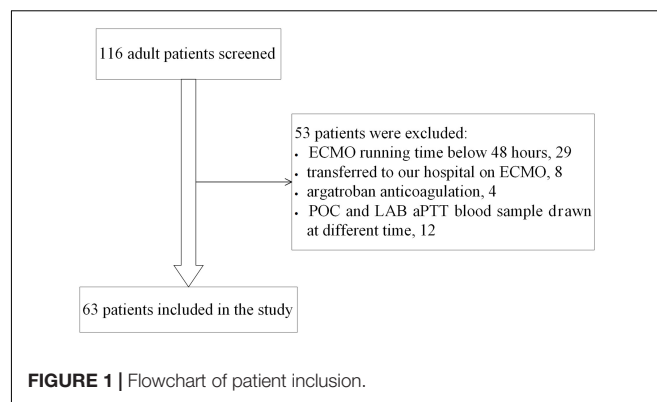 116 adult patients screened
53 patients were excluded:
• ECMO running time below 48 hours, 29
• transferred to our hospital on ECMO, 8
• argatroban anticoagulation, 4
• POC and LAB aPTT blood sample drawn
at different time, 12
63 patients included in the study
FIGURE 1 | Flowchart of patient inclusion.